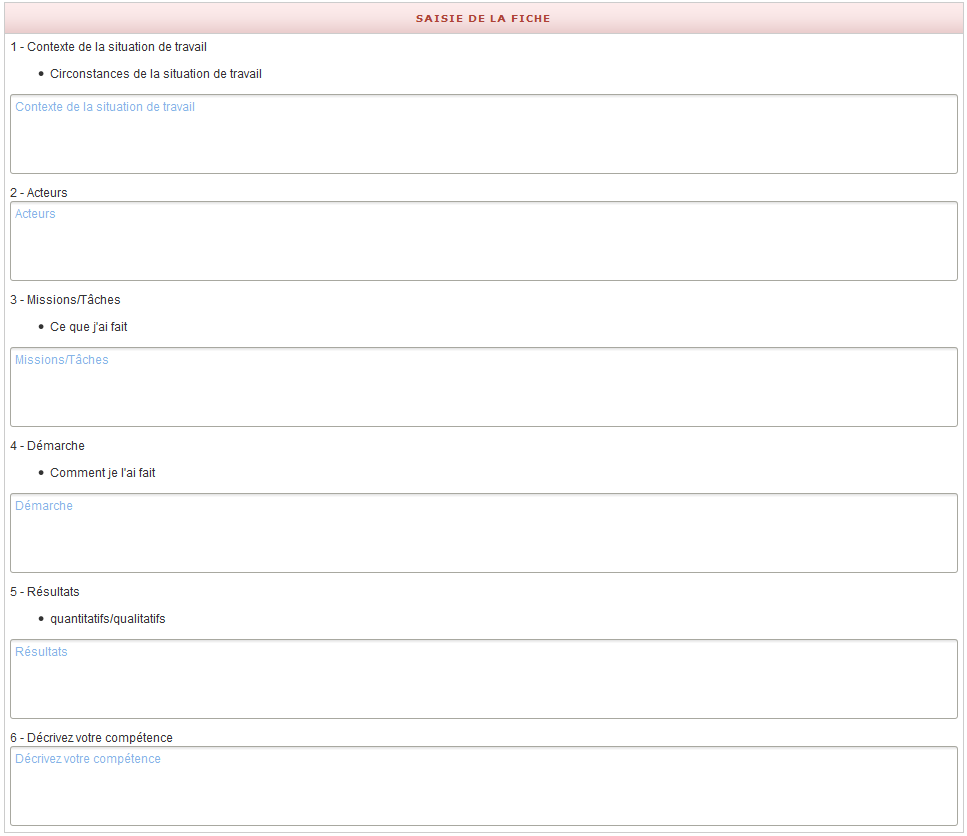 SAISIE DE LA FICHE
1 - Contexte de la situation de travail
• Circonstances de la situation de travail
Contexte de la situation de travail
2 - Acteurs
Acteurs
3 - Missions/Tâches
• Ce que j'ai fait
Missions/Tâches
4 - Démarche
• Comment je l'ai fait
Démarche
5 - Résultats
• quantitatifs/qualitatifs
Résultats
6 - Décrivez votre compétence
Décrivez votre compétence